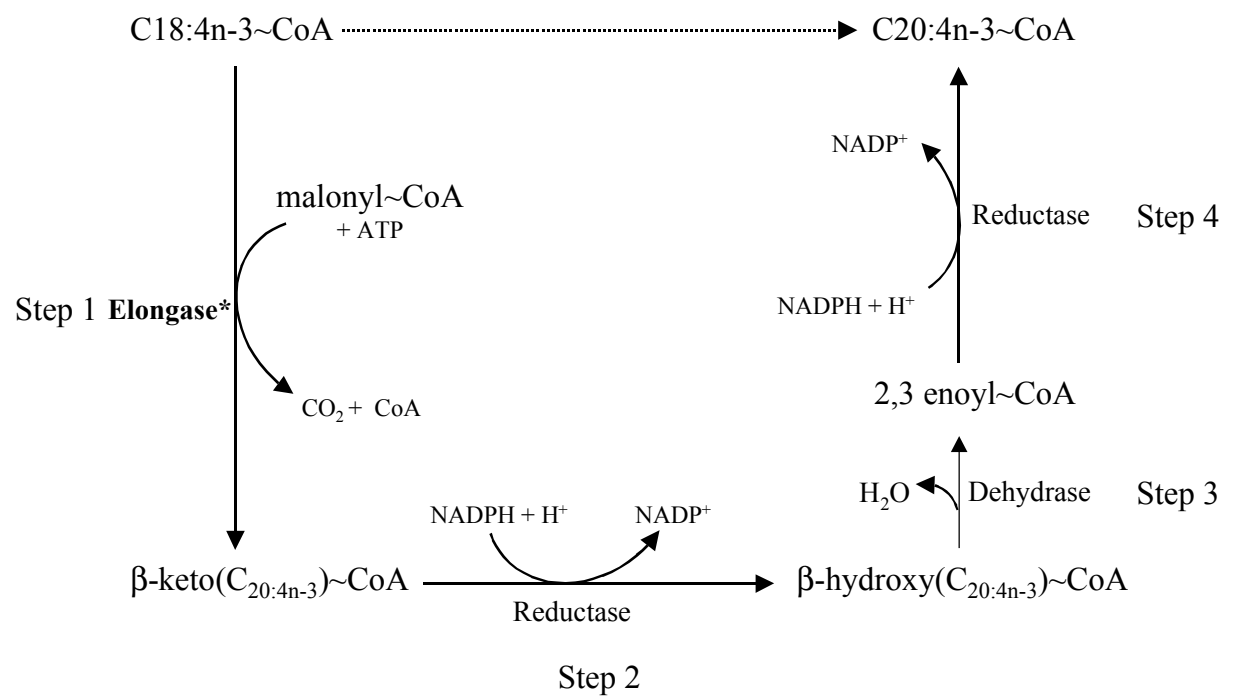 C18:4n-3~CoA
C20:4n-3~CoA
NADP+
malonyl~CoA
+ ATP
Reductase
Step 4
Step 1 Elongase*
NADPH + H+
CO2 + CoA
2,3 enoyl~CoA
H2O
Dehydrase
Step 3
NADPH + H+
NADP+
β-keto(C20:4n-3)~CoA
β-hydroxy(C20:4n-3)~CoA
Reductase
Step 2